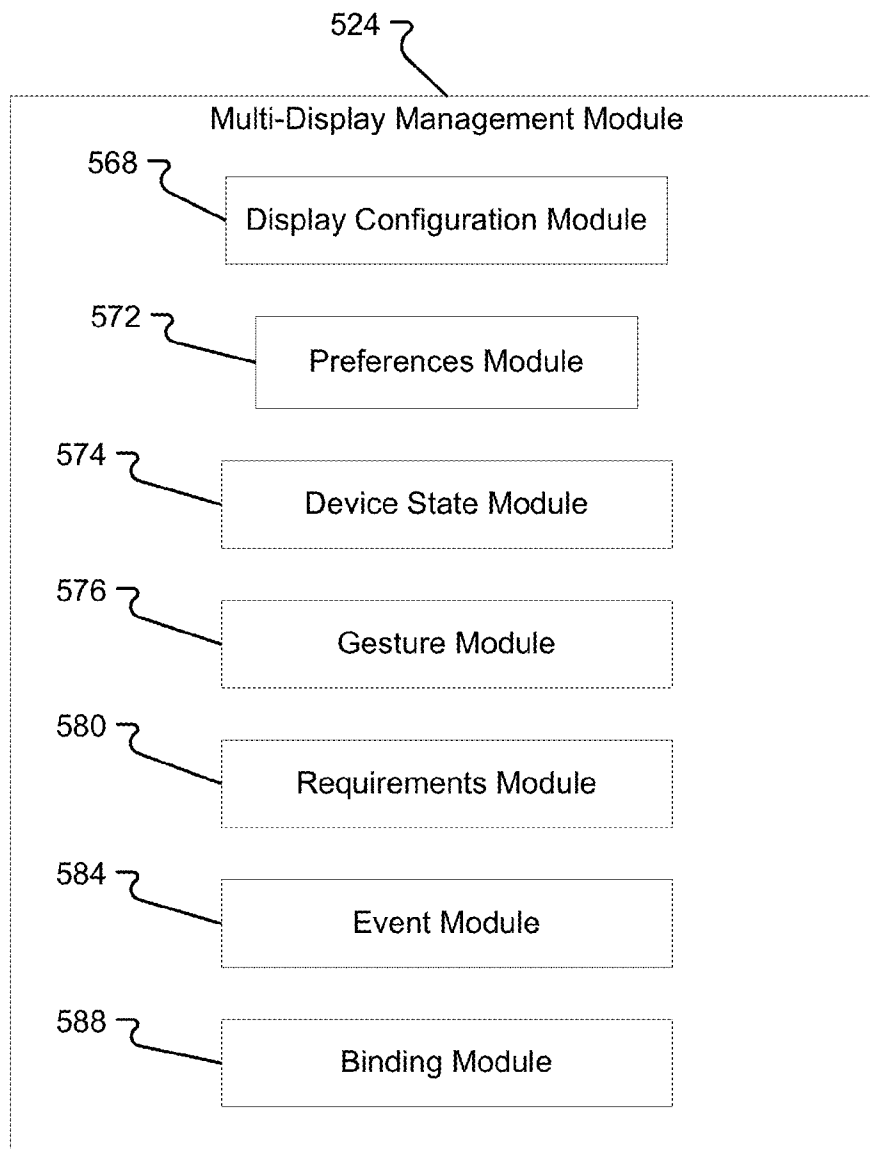 524
Multi-Display Management Module
568
Display Configuration Module
572
Preferences Module
574
Device State Module
576
Gesture Module
580
Requirements Module
584
Event Module
588
Binding Module